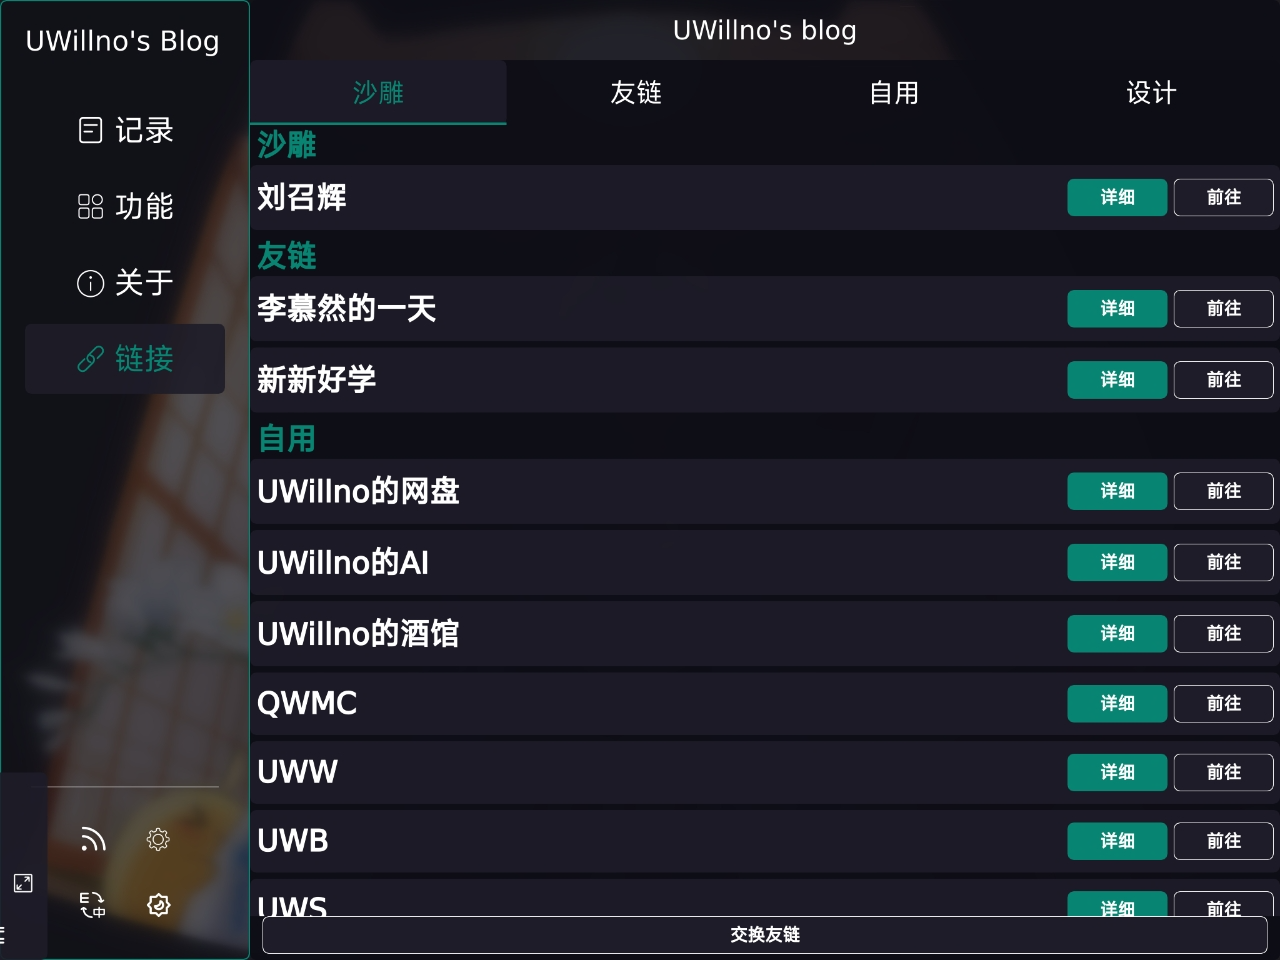 UWillno's Blog
记录
功能
关于
链接
UWillno's blog
沙雕
友链
自用
设计
沙雕
刘召辉
详细
前往
友链
李慕然的一天
详细
前往
新新好学
详细
前往
自用
UWillno的网盘
详细
前往
UWillno的AI
详细
前往
UWillno的酒馆
详细
前往
QWMC
详细
前往
UWW
详细
前往
UWB
详细
前往
UWS
详细
前往
交换友链